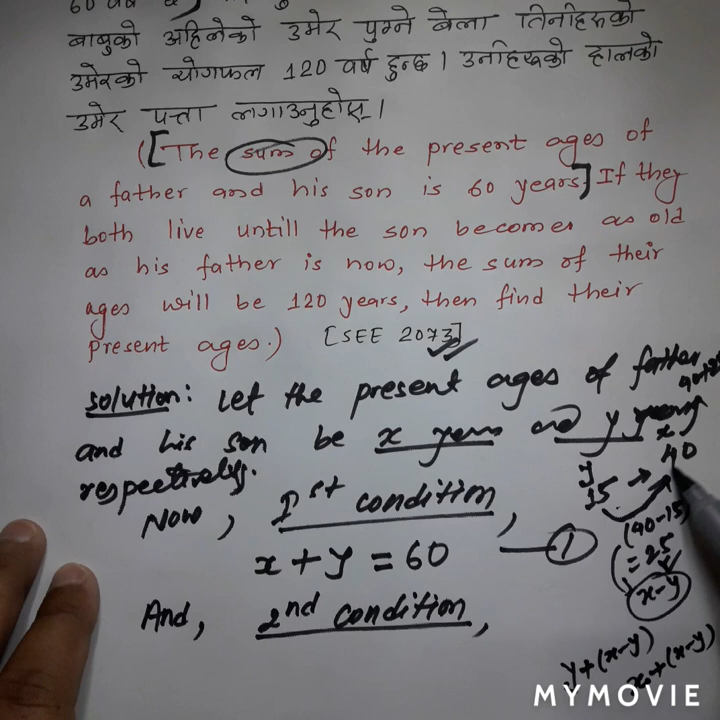 बाबुको अहिलेको उमेर पुग्ने बेला तिनीहरुको
उमेरको योगफल 120 वर्ष हुन्छ। उनीहरुको हालको
उमेर पत्ता लगाउनुहोस्।
([The sum of the present ages of
a father and his son is 60 years.] If they
both live untill the son becomes as old
as his father is now, the sum of their
ages will be 120 years, then find their
present ages.) [SEE 2073]
solution: Let the present ages of father
and his son be x years and y years
respectively.
Now, 1st condition,
x + y = 60 — 1
And, 2nd condition,
y x
15 → 40
(40-15)
= 25
x-y
y+(x-y)
x+(x-y)
MYMOVIE